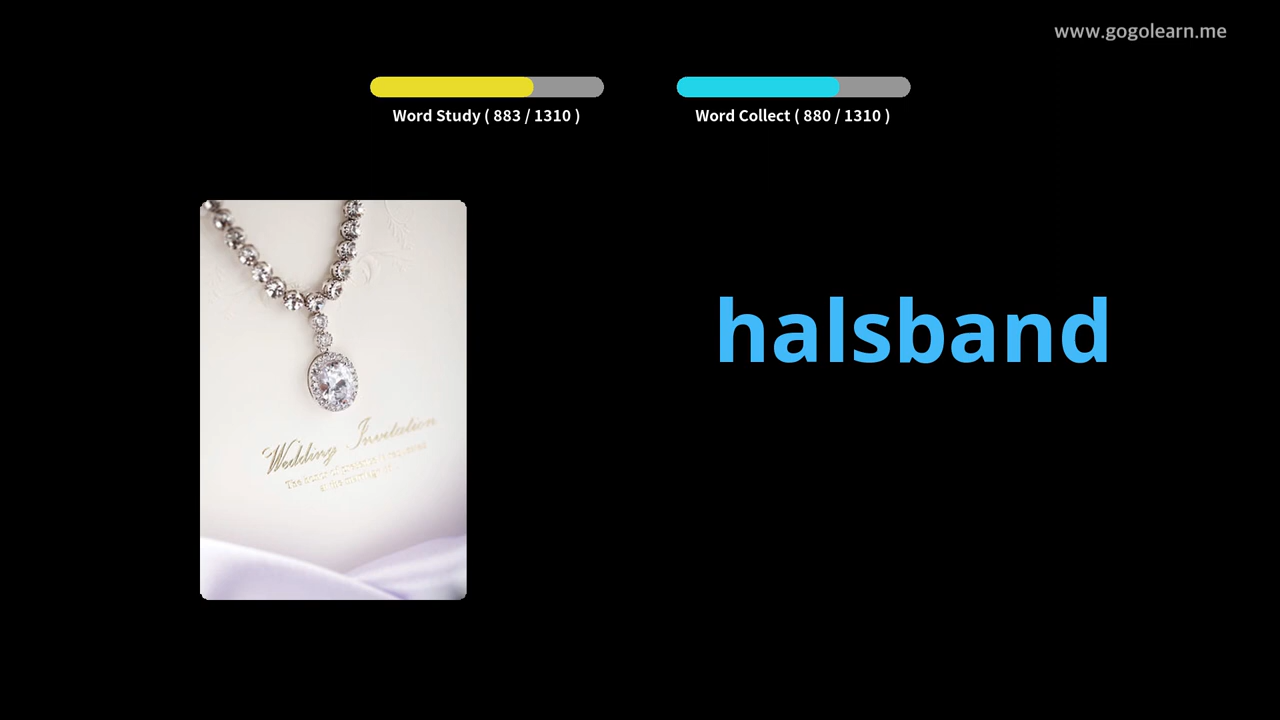 www.gogolearn.me
Word Study ( 883 / 1310 )
Word Collect ( 880 / 1310 )
halsband
Wedding Invitation